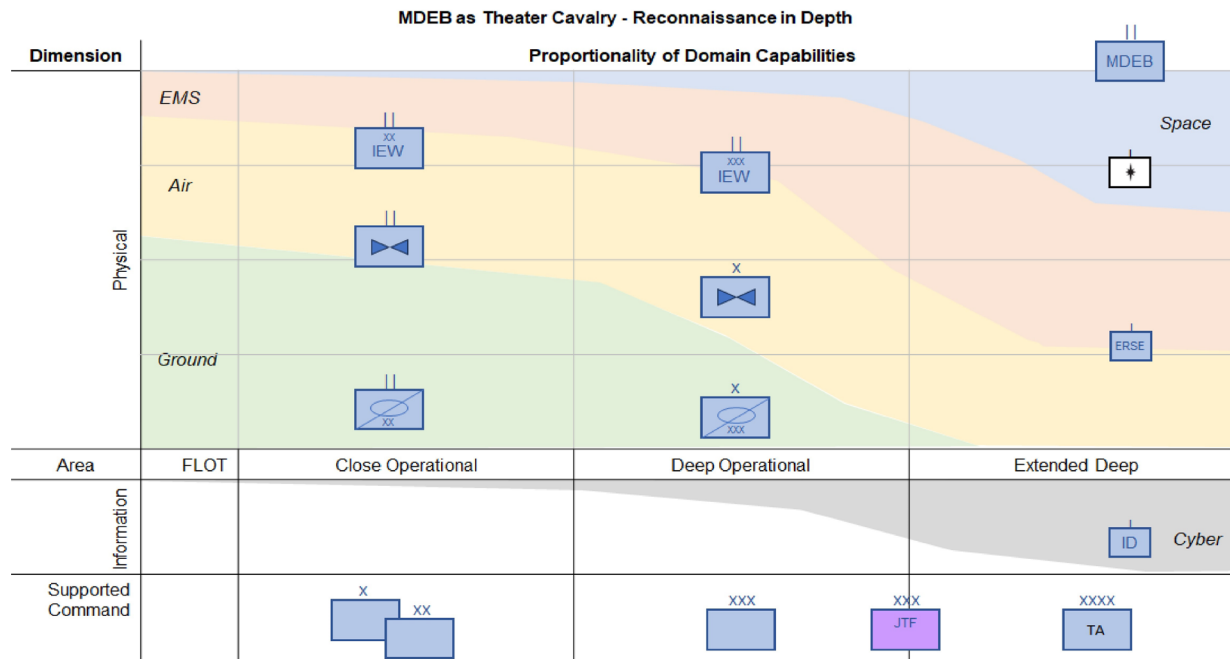 MDEB as Theater Cavalry - Reconnaissance in Depth
Dimension
Proportionality of Domain Capabilities
MDEB
EMS
Space
XX
IEW
XXX
IEW
Air
Physical
X
ERSE
Ground
XX
X
XXX
Area
FLOT
Close Operational
Deep Operational
Extended Deep
Information
ID
Cyber
Supported
Command
X
XX
XXX
XXX
JTF
XXXX
TA